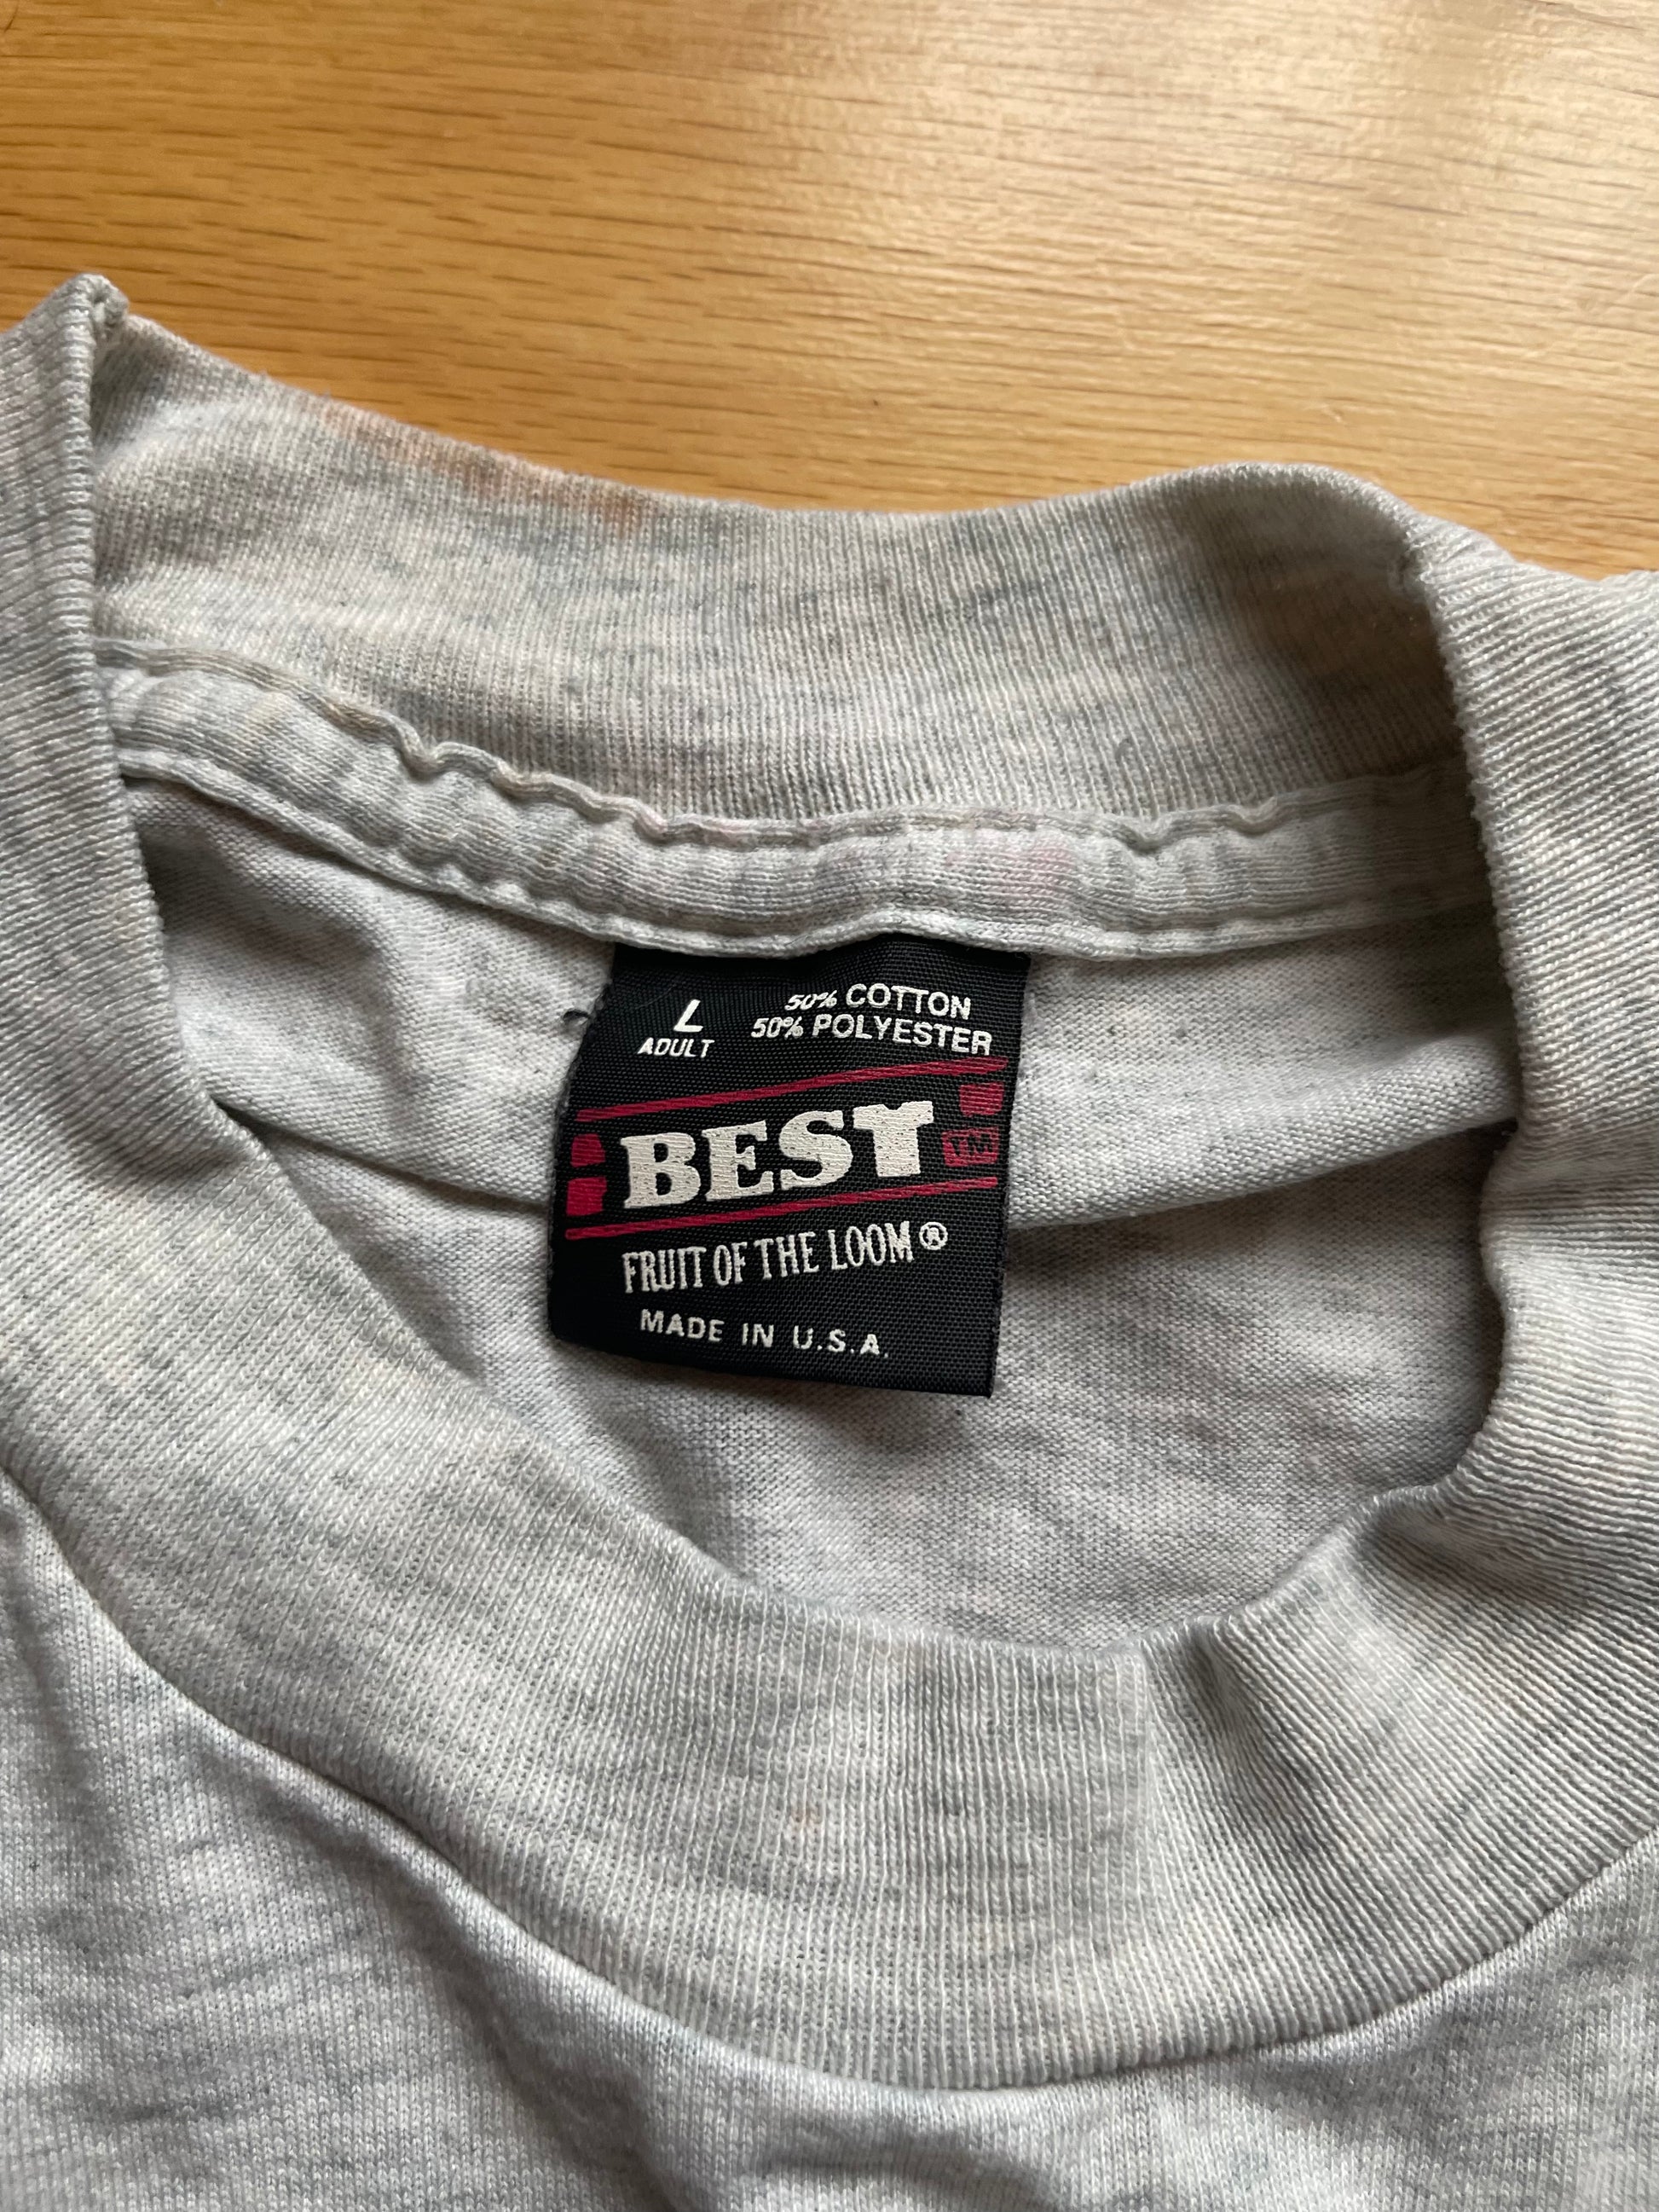 L
ADULT
50% COTTON
50% POLYESTER
BEST TM
FRUIT OF THE LOOM®
MADE IN U.S.A.